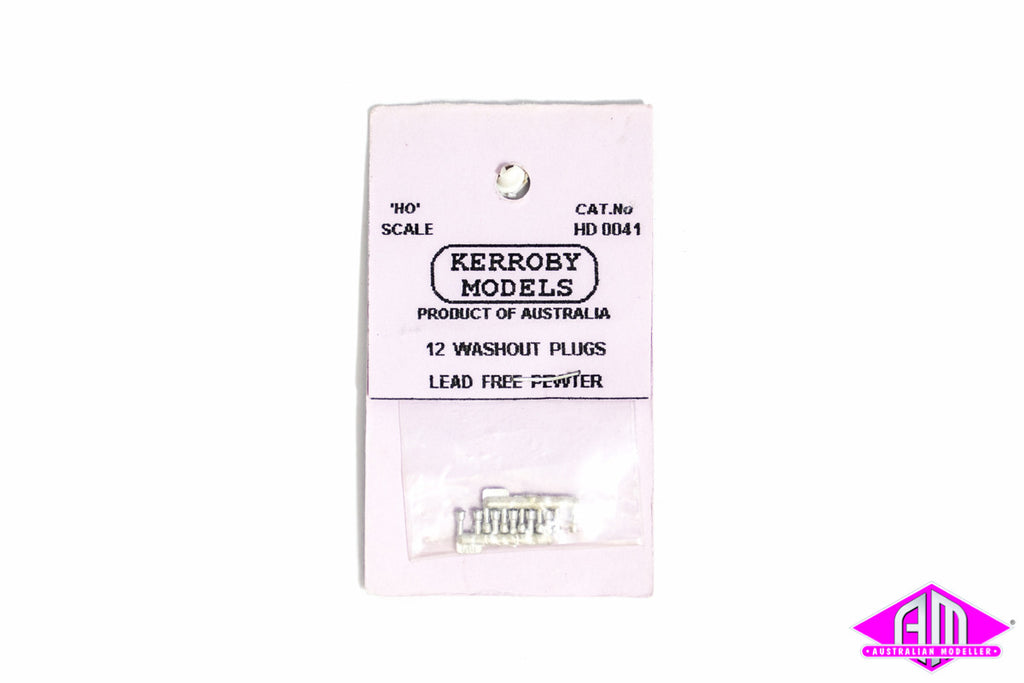 'HO'
SCALE
CAT.No
HD 0041
KERROBY
MODELS
PRODUCT OF AUSTRALIA
12 WASHOUT PLUGS
LEAD FREE PEWTER
AM
®
• AUSTRALIAN MODELLER •